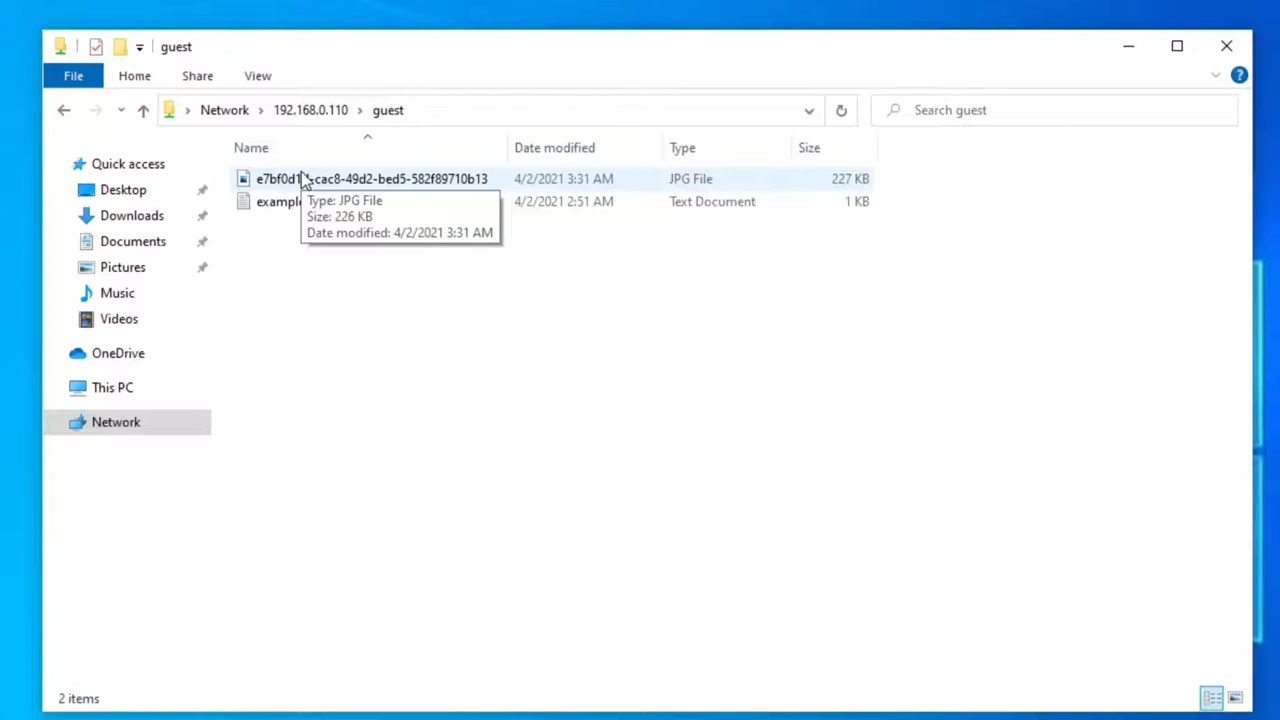 guest
File Home Share View
Network 192.168.0.110 guest
Search guest
Name Date modified Type Size
Quick access
Desktop
Downloads
Documents
Pictures
Music
Videos
OneDrive
This PC
Network
cac8-49d2-bed5-582f89710b13 4/2/2021 3:31 AM JPG File 227 KB
4/2/2021 2:51 AM Text Document 1 KB
Type: JPG File
Size: 226 KB
Date modified: 4/2/2021 3:31 AM
2 items